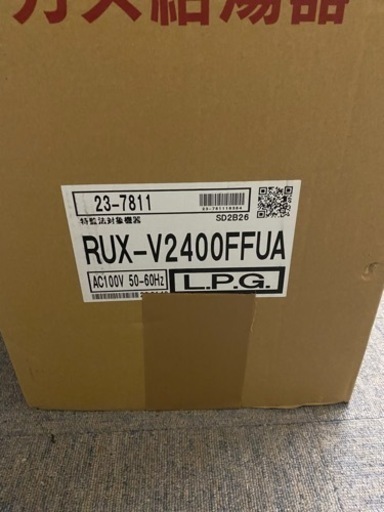 ガス給湯器
23-7811
特監法対象機器
SD2B26
RUX-V2400FFUA
AC100V 50-60Hz
L.P.G.